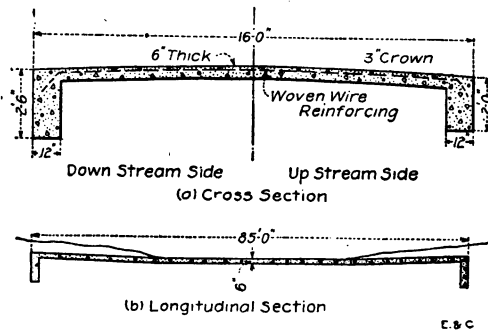 16'-0"
6" Thick
3" Crown
2'-6"
2'-0"
Woven Wire
Reinforcing
12"
12"
Down Stream Side
Up Stream Side
(a) Cross Section
85'-0"
6"
(b) Longitudinal Section
E. & C